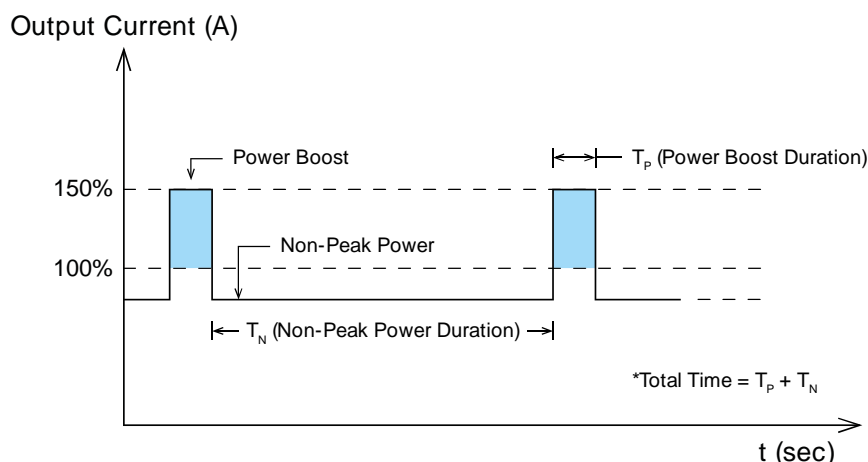 Output Current (A)
Power Boost
T_P (Power Boost Duration)
150%
Non-Peak Power
100%
T_N (Non-Peak Power Duration)
*Total Time = T_P + T_N
t (sec)